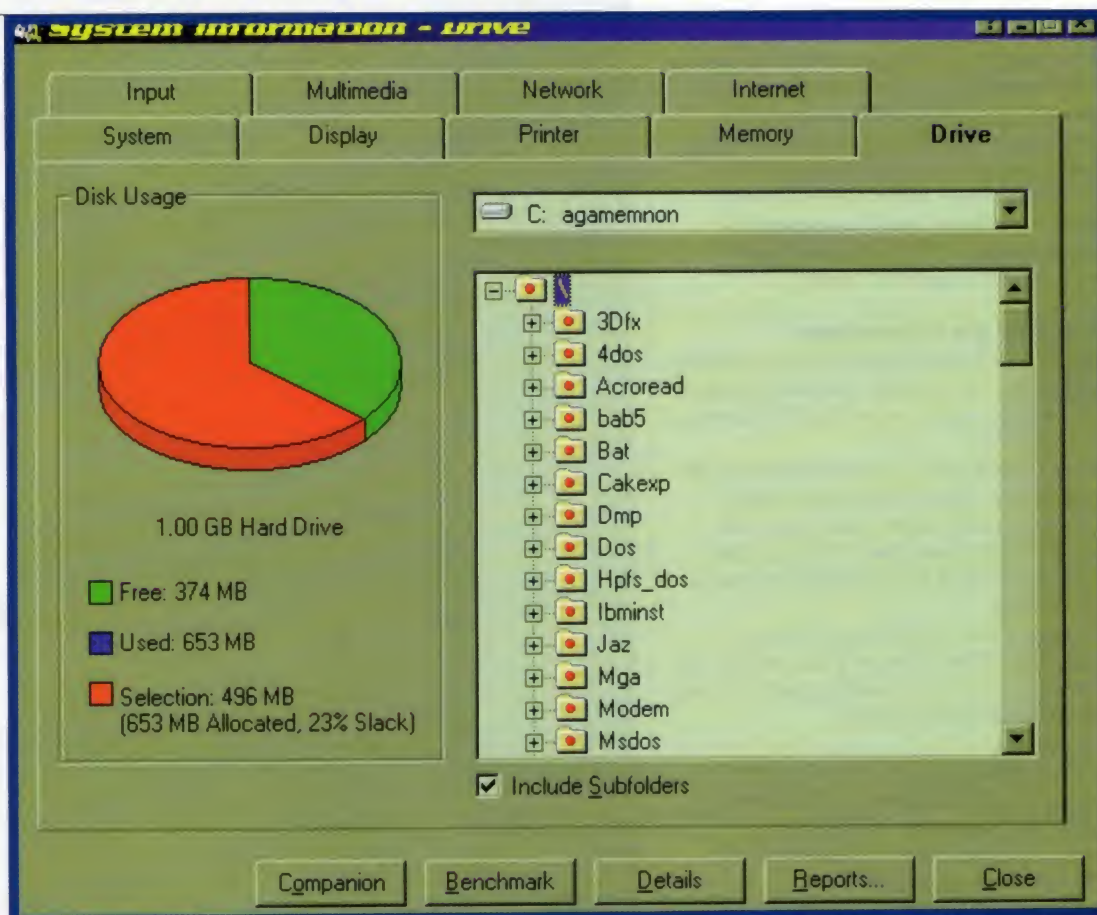 system information - drive
Input Multimedia Network Internet
System Display Printer Memory Drive
Disk Usage
C: agamemnon
\
3Dfx
4dos
Acroread
bab5
Bat
Cakexp
Dmp
Dos
Hpfs_dos
Ibminst
Jaz
Mga
Modem
Msdos
1.00 GB Hard Drive
Free: 374 MB
Used: 653 MB
Selection: 496 MB
(653 MB Allocated, 23% Slack)
Include Subfolders
Companion Benchmark Details Reports... Close